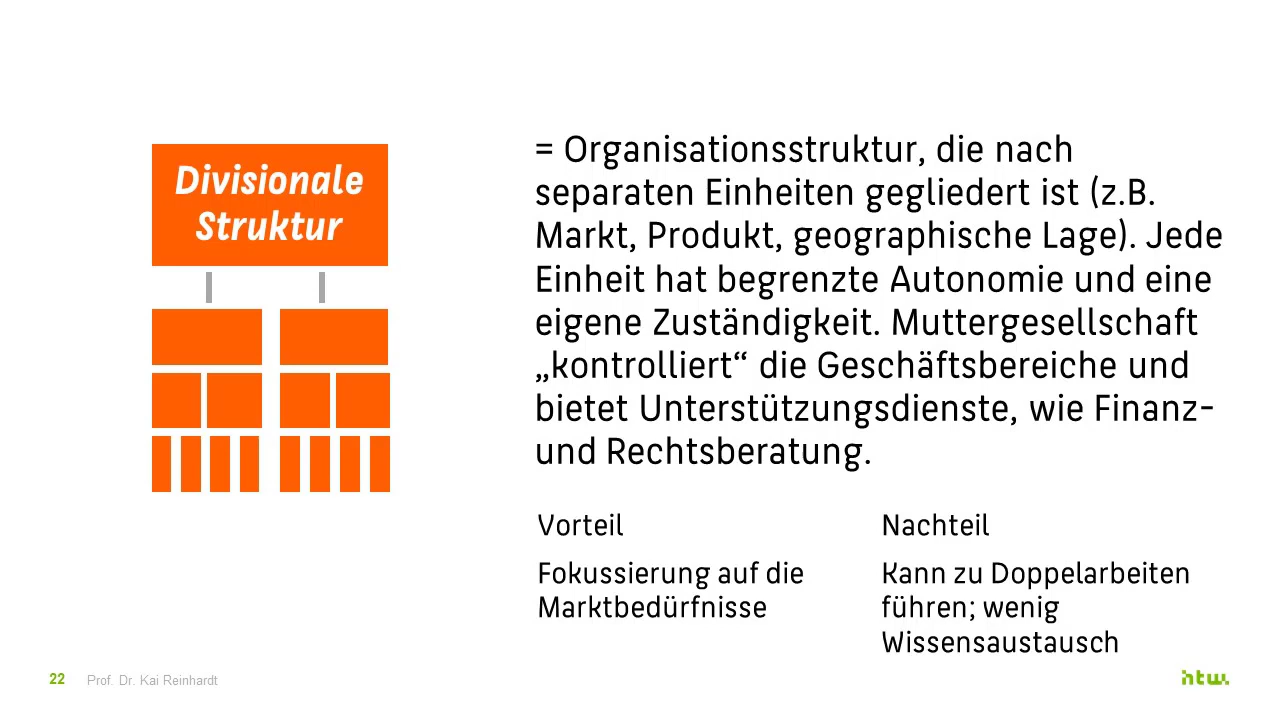 Divisionale
Struktur
= Organisationsstruktur, die nach
separaten Einheiten gegliedert ist (z.B.
Markt, Produkt, geographische Lage). Jede
Einheit hat begrenzte Autonomie und eine
eigene Zuständigkeit. Muttergesellschaft
„kontrolliert“ die Geschäftsbereiche und
bietet Unterstützungsdienste, wie Finanz-
und Rechtsberatung.
Vorteil
Fokussierung auf die
Marktbedürfnisse
Nachteil
Kann zu Doppelarbeiten
führen; wenig
Wissensaustausch
22 Prof. Dr. Kai Reinhardt
htw.